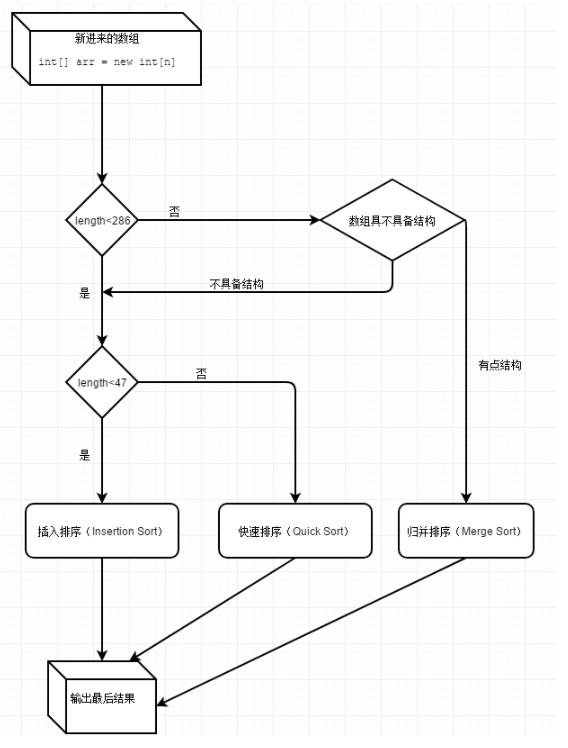 新进来的数组
int[] arr = new int[n]
length<286
否
数组具不具备结构
不具备结构
是
有点结构
length<47
否
是
插入排序（Insertion Sort）
快速排序（Quick Sort）
归并排序（Merge Sort）
输出最后结果